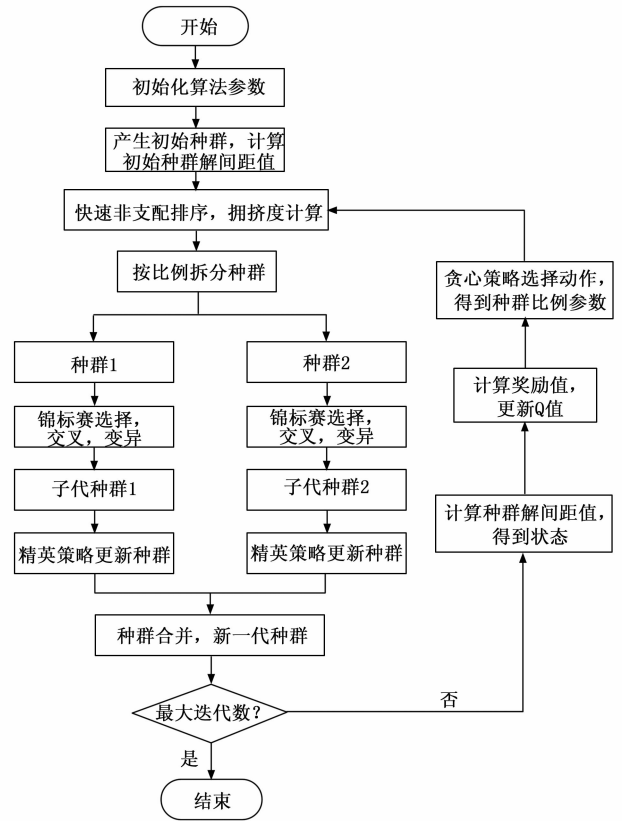 开始
初始化算法参数
产生初始种群，计算
初始种群解间距值
快速非支配排序，拥挤度计算
按比例拆分种群
种群1
种群2
锦标赛选择，
交叉，变异
锦标赛选择，
交叉，变异
子代种群1
子代种群2
精英策略更新种群
精英策略更新种群
种群合并，新一代种群
最大迭代数？
否
是
结束
计算种群解间距值，
得到状态
计算奖励值，
更新Q值
贪心策略选择动作，
得到种群比例参数